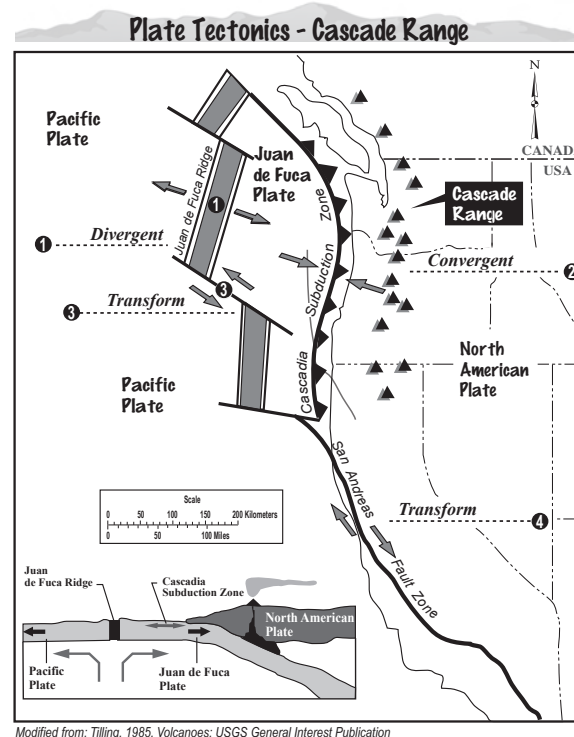 Plate Tectonics - Cascade Range
N
CANAD
USA
Pacific
Plate
Juan
de Fuca
Plate
Juan de Fuca Ridge
Cascade
Range
1
1
Divergent
Convergent
2
3
3
Transform
Cascadia Subduction Zone
North
American
Plate
Pacific
Plate
San Andreas Fault Zone
Transform
4
Scale
0 50 100 150 200 Kilometers
0 50 100 Miles
Juan
de Fuca Ridge
Cascadia
Subduction Zone
North American
Plate
Pacific
Plate
Juan de Fuca
Plate
Modified from: Tilling, 1985, Volcanoes: USGS General Interest Publication